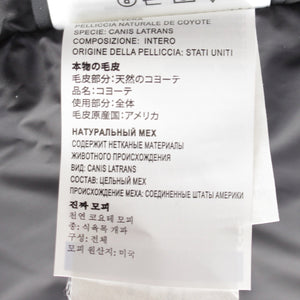 PELLICCIA NATURALE DI COYOTE
SPECIE: CANIS LATRANS
COMPOSIZIONE: INTERO
ORIGINE DELLA PELLICCIA: STATI UNITI
本物の毛皮
毛皮部分：天然のコヨーテ
品名：コヨーテ
使用部分：全体
毛皮原産国：アメリカ
НАТУРАЛЬНЫЙ МЕХ
СОДЕРЖИТ НЕТКАНЫЕ МАТЕРИАЛЫ
ЖИВОТНОГО ПРОИСХОЖДЕНИЯ
ВИД: CANIS LATRANS
СОСТАВ: ЦЕЛЬНЫЙ МЕХ
ПРОИСХОЖДЕНИЕ МЕХА: СОЕДИНЕННЫЕ ШТАТЫ АМЕРИКИ
진짜 모피
천연 코요테 모피
종: 식육목 개과
구성: 전체
모피 원산지: 미국